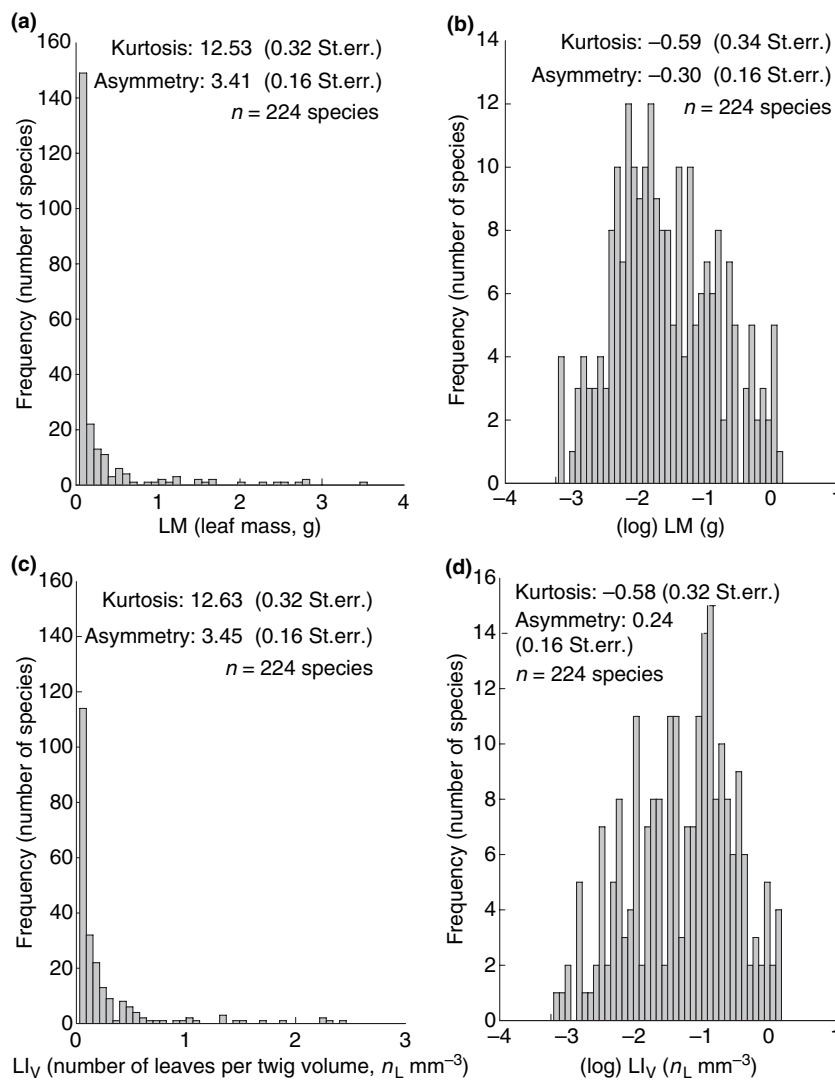 (a)
160
140
120
100
80
60
40
20
0
Frequency (number of species)
Kurtosis: 12.53 (0.32 St.err.)
Asymmetry: 3.41 (0.16 St.err.)
n = 224 species
0 1 2 3 4
LM (leaf mass, g)
(b)
14
12
10
8
6
4
2
0
Frequency (number of species)
Kurtosis: –0.59 (0.34 St.err.)
Asymmetry: –0.30 (0.16 St.err.)
n = 224 species
–4 –3 –2 –1 0 1
(log) LM (g)
(c)
160
140
120
100
80
60
40
20
0
Frequency (number of species)
Kurtosis: 12.63 (0.32 St.err.)
Asymmetry: 3.45 (0.16 St.err.)
n = 224 species
0 1 2 3
LIV (number of leaves per twig volume, nL mm–3)
(d)
16
14
12
10
8
6
4
2
0
Frequency (number of species)
Kurtosis: –0.58 (0.32 St.err.)
Asymmetry: 0.24
(0.16 St.err.)
n = 224 species
–4 –3 –2 –1 0 1
(log) LIV (nL mm–3)